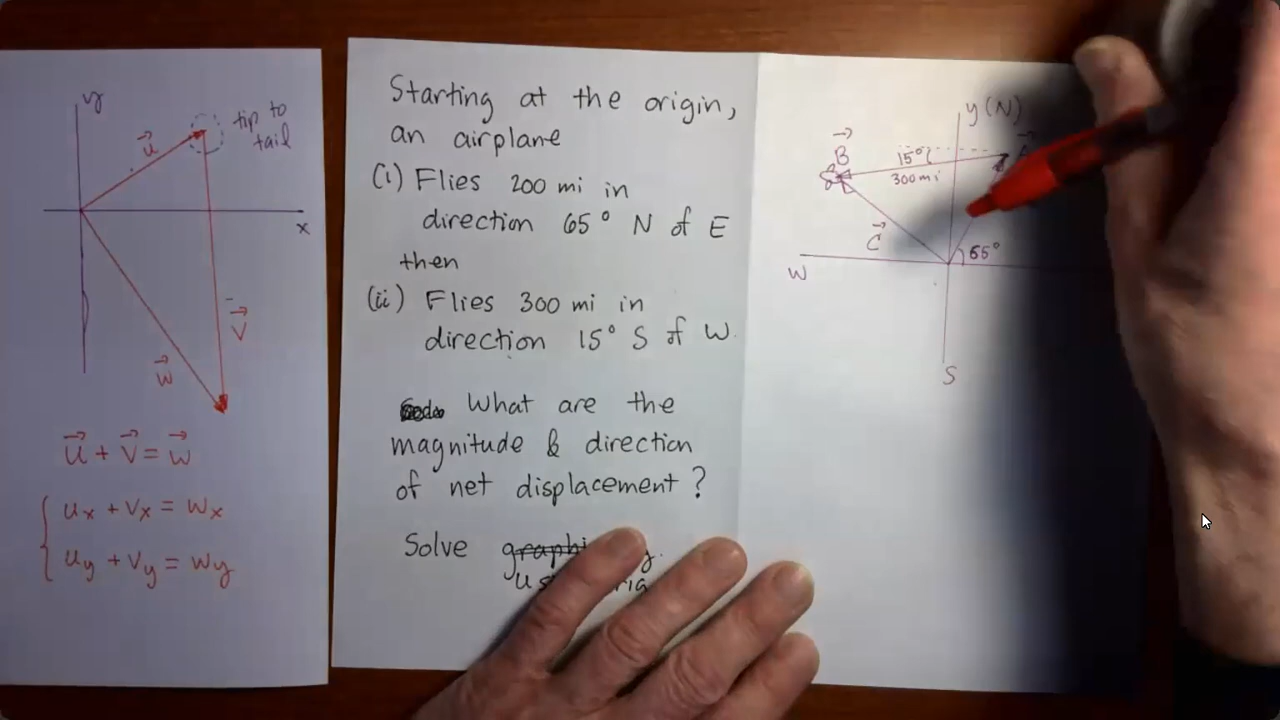 y
u
tip to
tail
x
v
w
u + v = w
ux + vx = wx
uy + vy = wy
Starting at the origin,
an airplane
(i) Flies 200 mi in
direction 65° N of E
then
(ii) Flies 300 mi in
direction 15° S of W.
What are the
magnitude & direction
of net displacement?
Solve
y (N)
B
15°
300 mi
C
65°
W
S